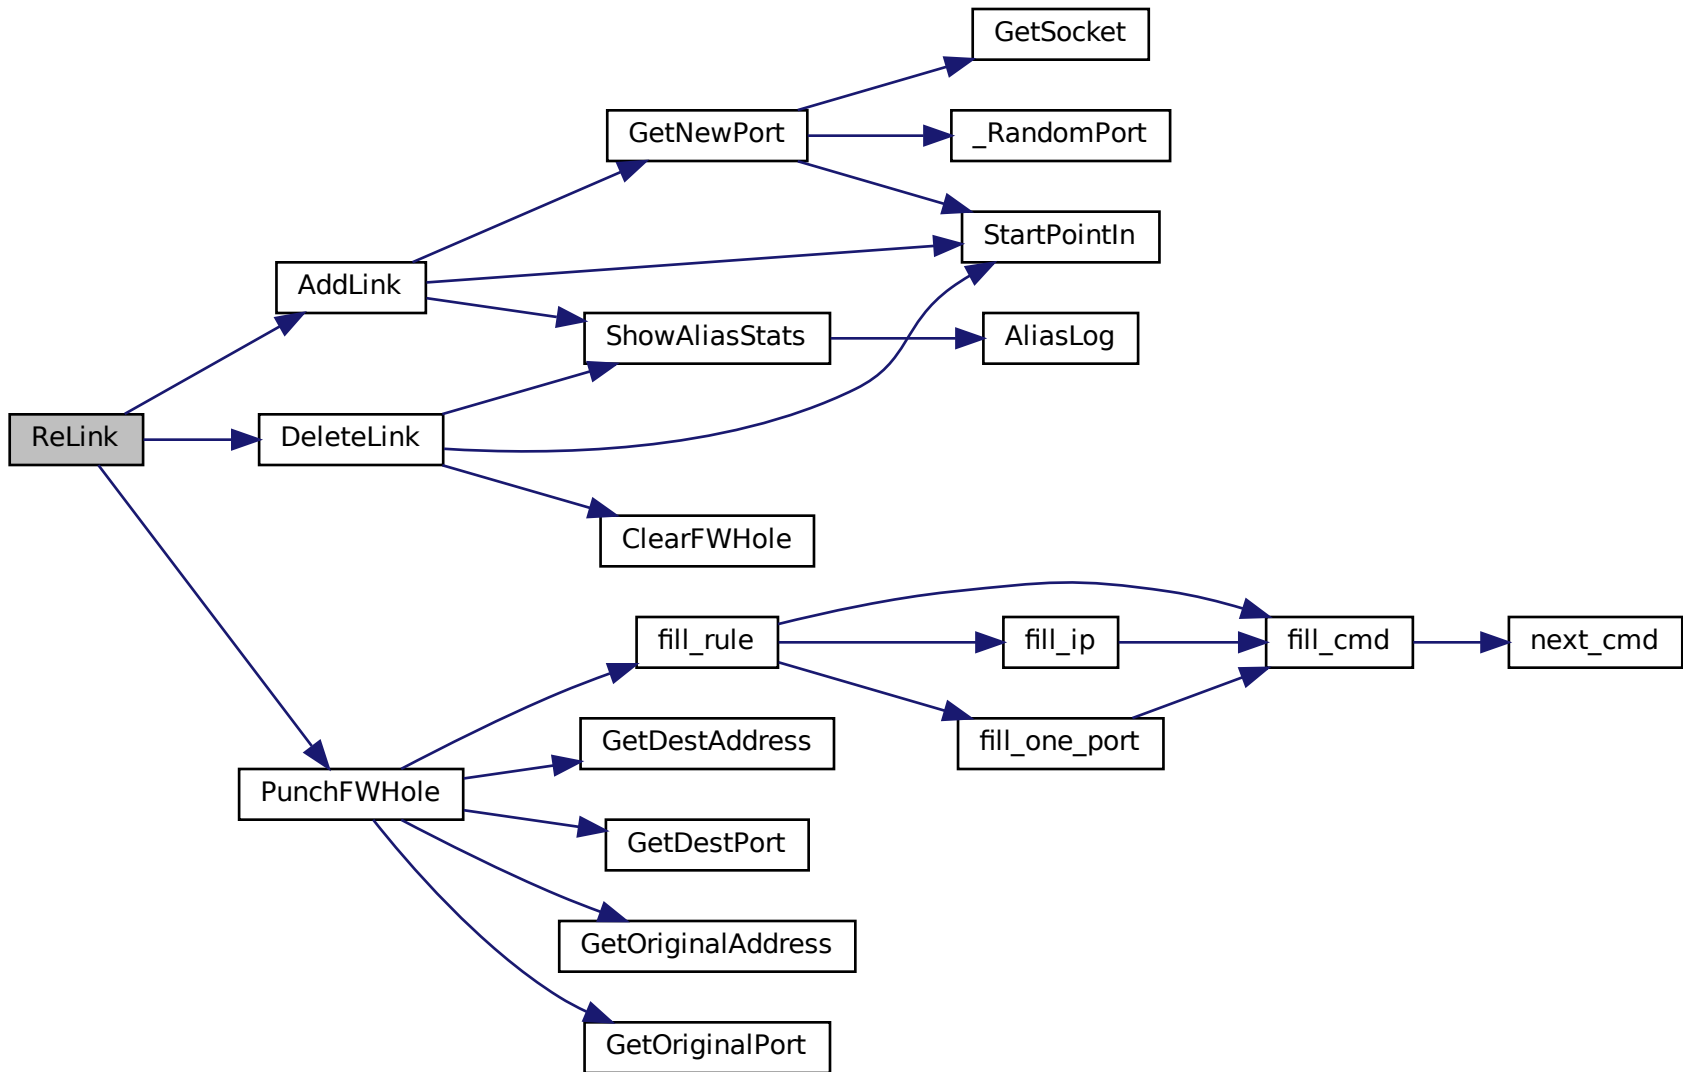 GetSocket
GetNewPort
_RandomPort
StartPointIn
AddLink
ShowAliasStats
AliasLog
ReLink
DeleteLink
ClearFWHole
fill_rule
fill_ip
fill_cmd
next_cmd
GetDestAddress
fill_one_port
PunchFWHole
GetDestPort
GetOriginalAddress
GetOriginalPort